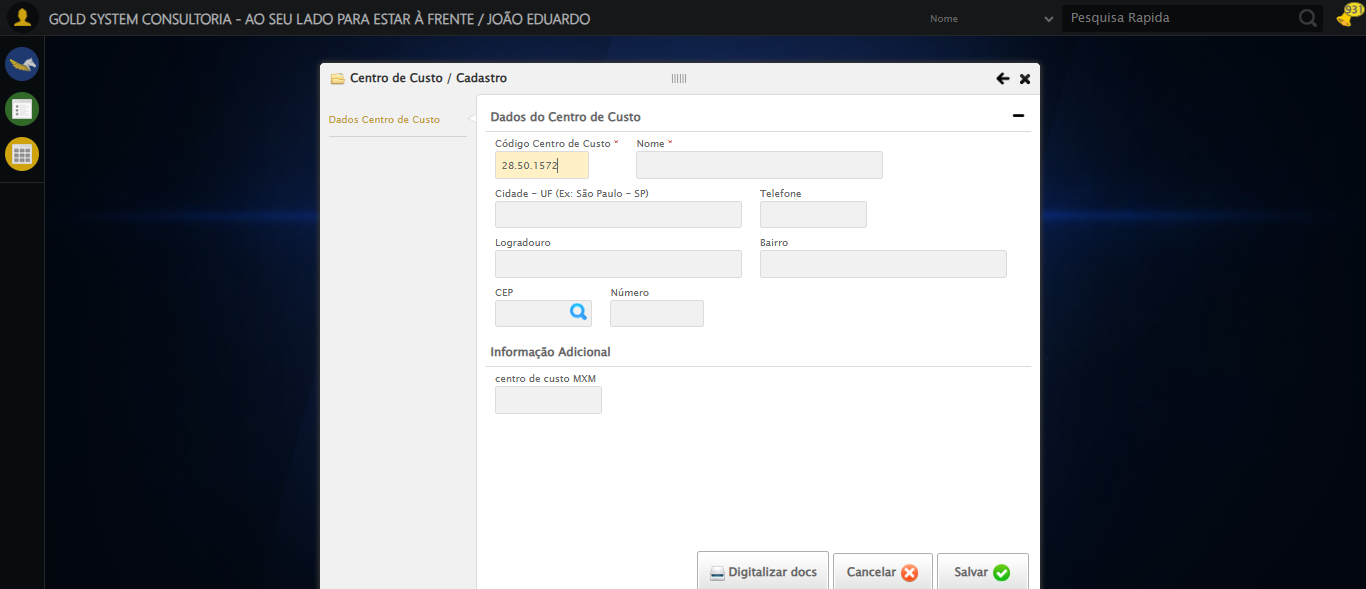 GOLD SYSTEM CONSULTORIA - AO SEU LADO PARA ESTAR À FRENTE / JOÃO EDUARDO
Nome
Pesquisa Rapida
931
Centro de Custo / Cadastro
Dados Centro de Custo
Dados do Centro de Custo
Código Centro de Custo * Nome *
28.50.1572
Cidade - UF (Ex: São Paulo - SP) Telefone
Logradouro Bairro
CEP Número
Informação Adicional
centro de custo MXM
Digitalizar docs Cancelar Salvar